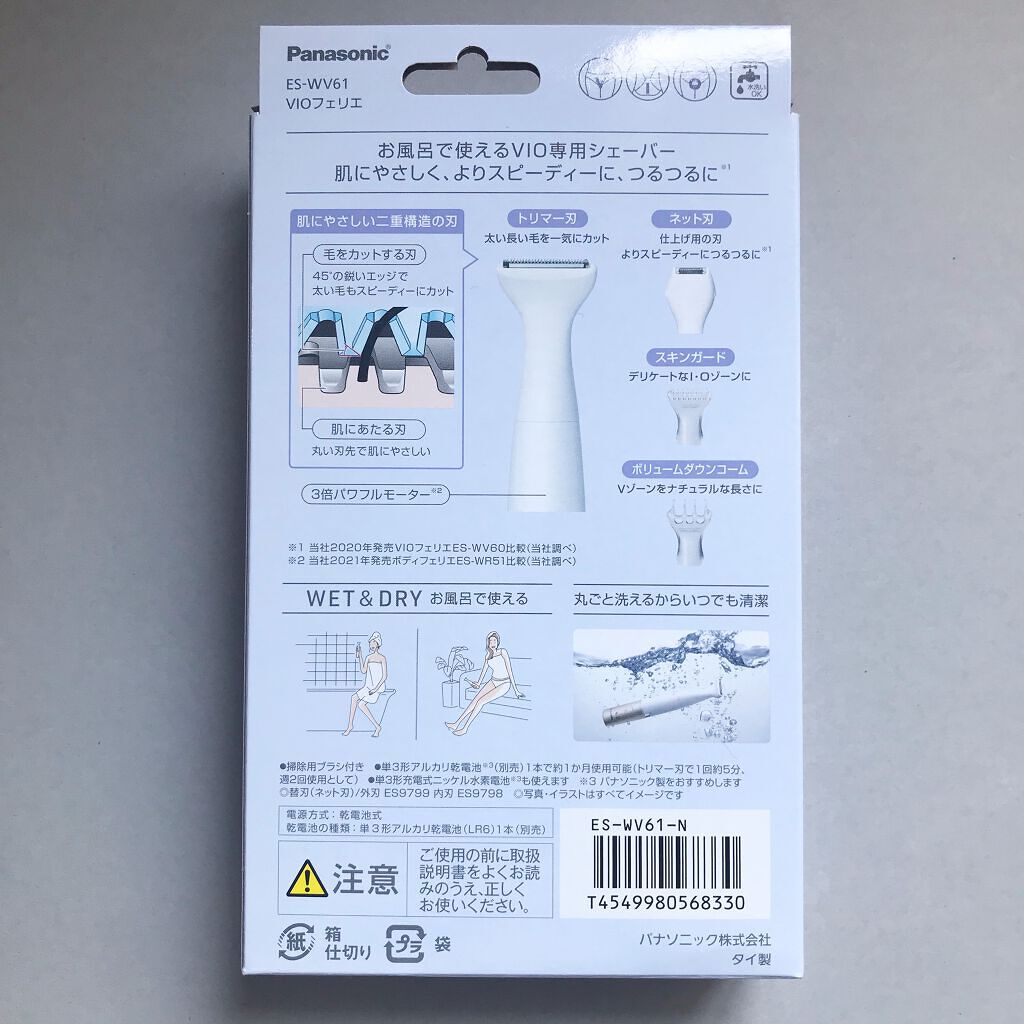 Panasonic®
ES-WV61
VIOフェリエ
水洗い
OK
お風呂で使えるVIO専用シェーバー
肌にやさしく、よりスピーディーに、つるつるに※1
肌にやさしい二重構造の刃
毛をカットする刃
45°の鋭いエッジで
太い毛もスピーディーにカット
肌にあたる刃
丸い刃先で肌にやさしい
3倍パワフルモーター※2
トリマー刃
太い長い毛を一気にカット
ネット刃
仕上げ用の刃
よりスピーディーにつるつるに※1
スキンガード
デリケートなI・Oゾーンに
ボリュームダウンコーム
Vゾーンをナチュラルな長さに
※1 当社2020年発売VIOフェリエES-WV60比較(当社調べ)
※2 当社2021年発売ボディフェリエES-WR51比較(当社調べ)
WET&DRY お風呂で使える
丸ごと洗えるからいつでも清潔
●掃除用ブラシ付き ●単3形アルカリ乾電池※3(別売)1本で約1か月使用可能(トリマー刃で1回約5分、
週2回使用として) ●単3形充電式ニッケル水素電池※3も使えます ※3 パナソニック製をおすすめします
◎替刃(ネット刃)/外刃 ES9799 内刃 ES9798 ◎写真・イラストはすべてイメージです
電源方式：乾電池式
乾電池の種類：単3形アルカリ乾電池(LR6)1本(別売)
注意
ご使用の前に取扱
説明書をよくお読
みのうえ、正しく
お使いください。
ES-WV61-N
T4549980568330
紙 箱
仕切り
プラ 袋
パナソニック株式会社
タイ製